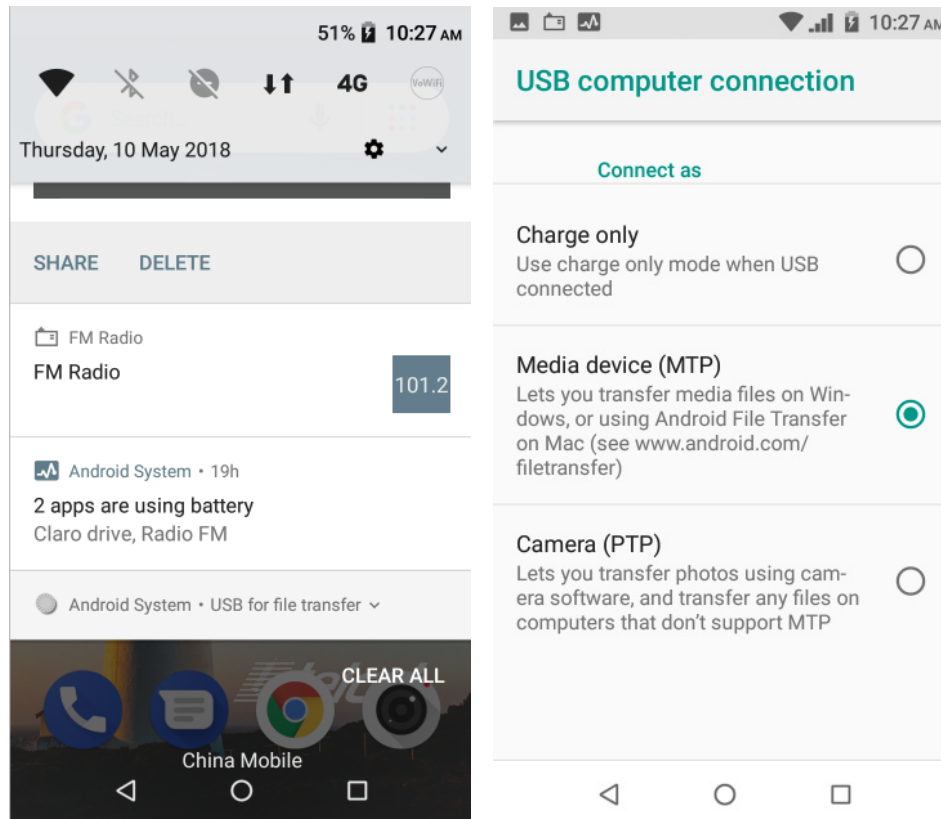 51% 10:27 AM
4G
VoWiFi
Thursday, 10 May 2018
SHARE DELETE
FM Radio
FM Radio
101.2
Android System • 19h
2 apps are using battery
Claro drive, Radio FM
Android System • USB for file transfer
CLEAR ALL
China Mobile
10:27 AM
USB computer connection
Connect as
Charge only
Use charge only mode when USB
connected
Media device (MTP)
Lets you transfer media files on Win-
dows, or using Android File Transfer
on Mac (see www.android.com/
filetransfer)
Camera (PTP)
Lets you transfer photos using cam-
era software, and transfer any files on
computers that don't support MTP